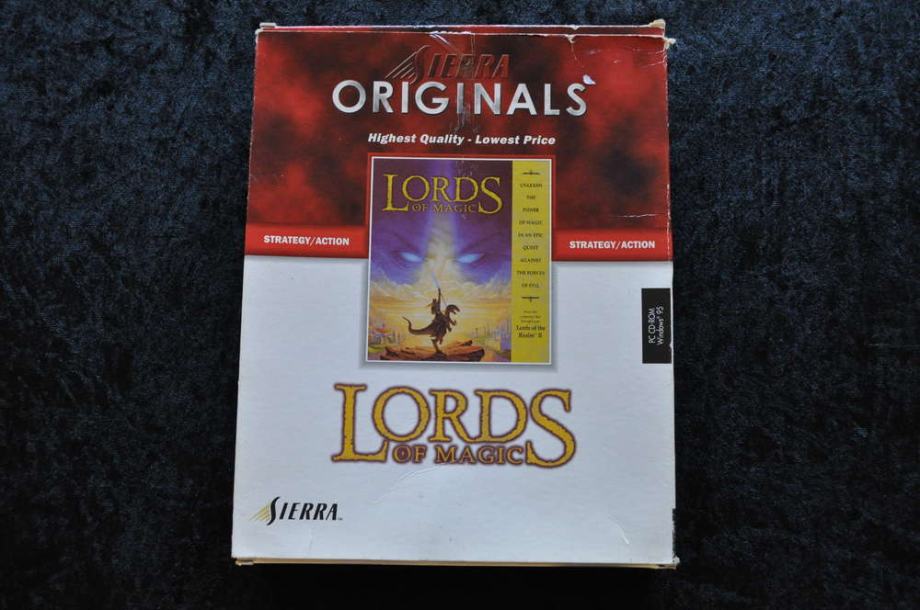 SIERRA
ORIGINALS
Highest Quality - Lowest Price
LORDS
OF MAGIC
UNLEASH
THE
POWER
OF MAGIC
IN AN EPIC
QUEST
AGAINST
THE FORCES
OF EVIL
Lords of the
Realm II
STRATEGY/ACTION
STRATEGY/ACTION
PC CD-ROM
Windows® 95
LORDS
OF MAGIC
SIERRA™